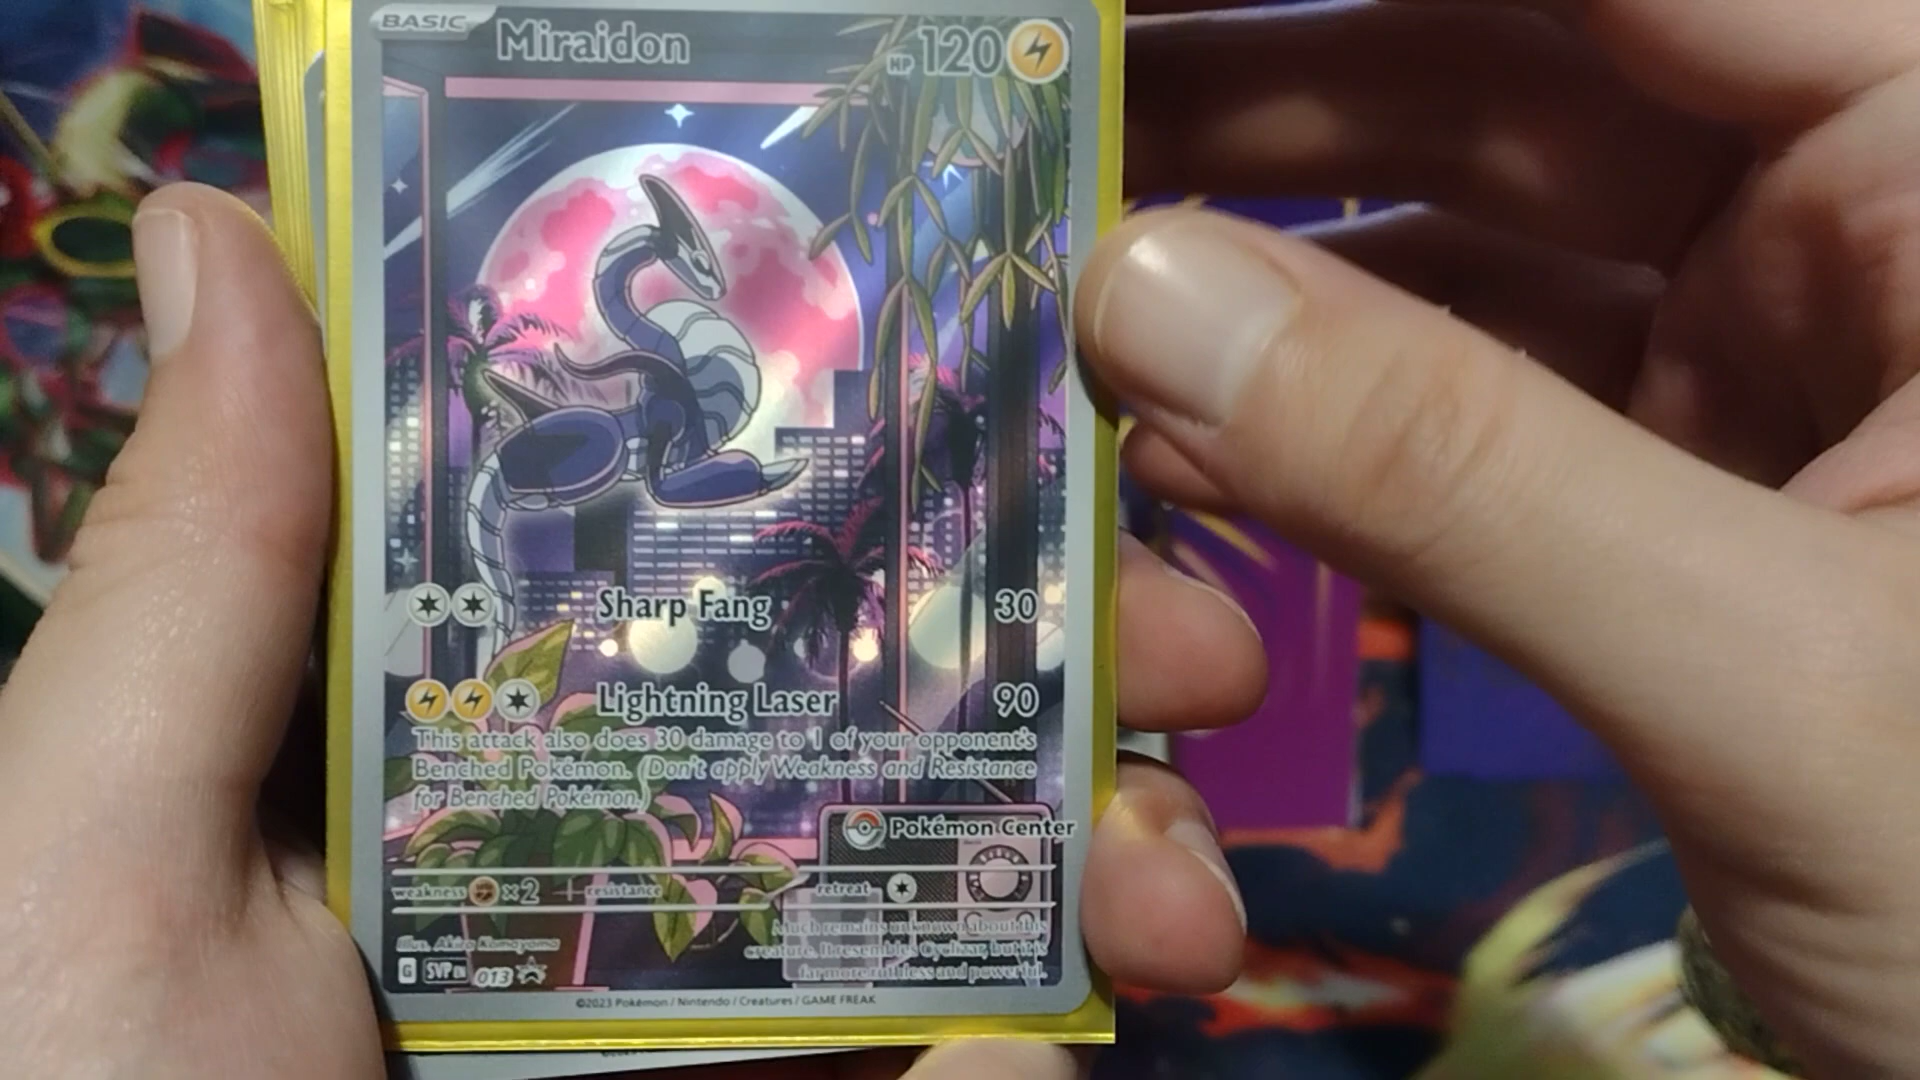 BASIC Miraidon HP 120
Sharp Fang 30
Lightning Laser 90
This attack also does 30 damage to 1 of your opponent's
Benched Pokémon. (Don't apply Weakness and Resistance
for Benched Pokémon.)
Pokémon Center
weakness ×2 resistance retreat
Much remains unknown about this
creature. It resembles Cyclizar, but it is
far more ruthless and powerful.
Illus. Akira Komayama
G SVP EN 013
©2023 Pokémon / Nintendo / Creatures / GAME FREAK